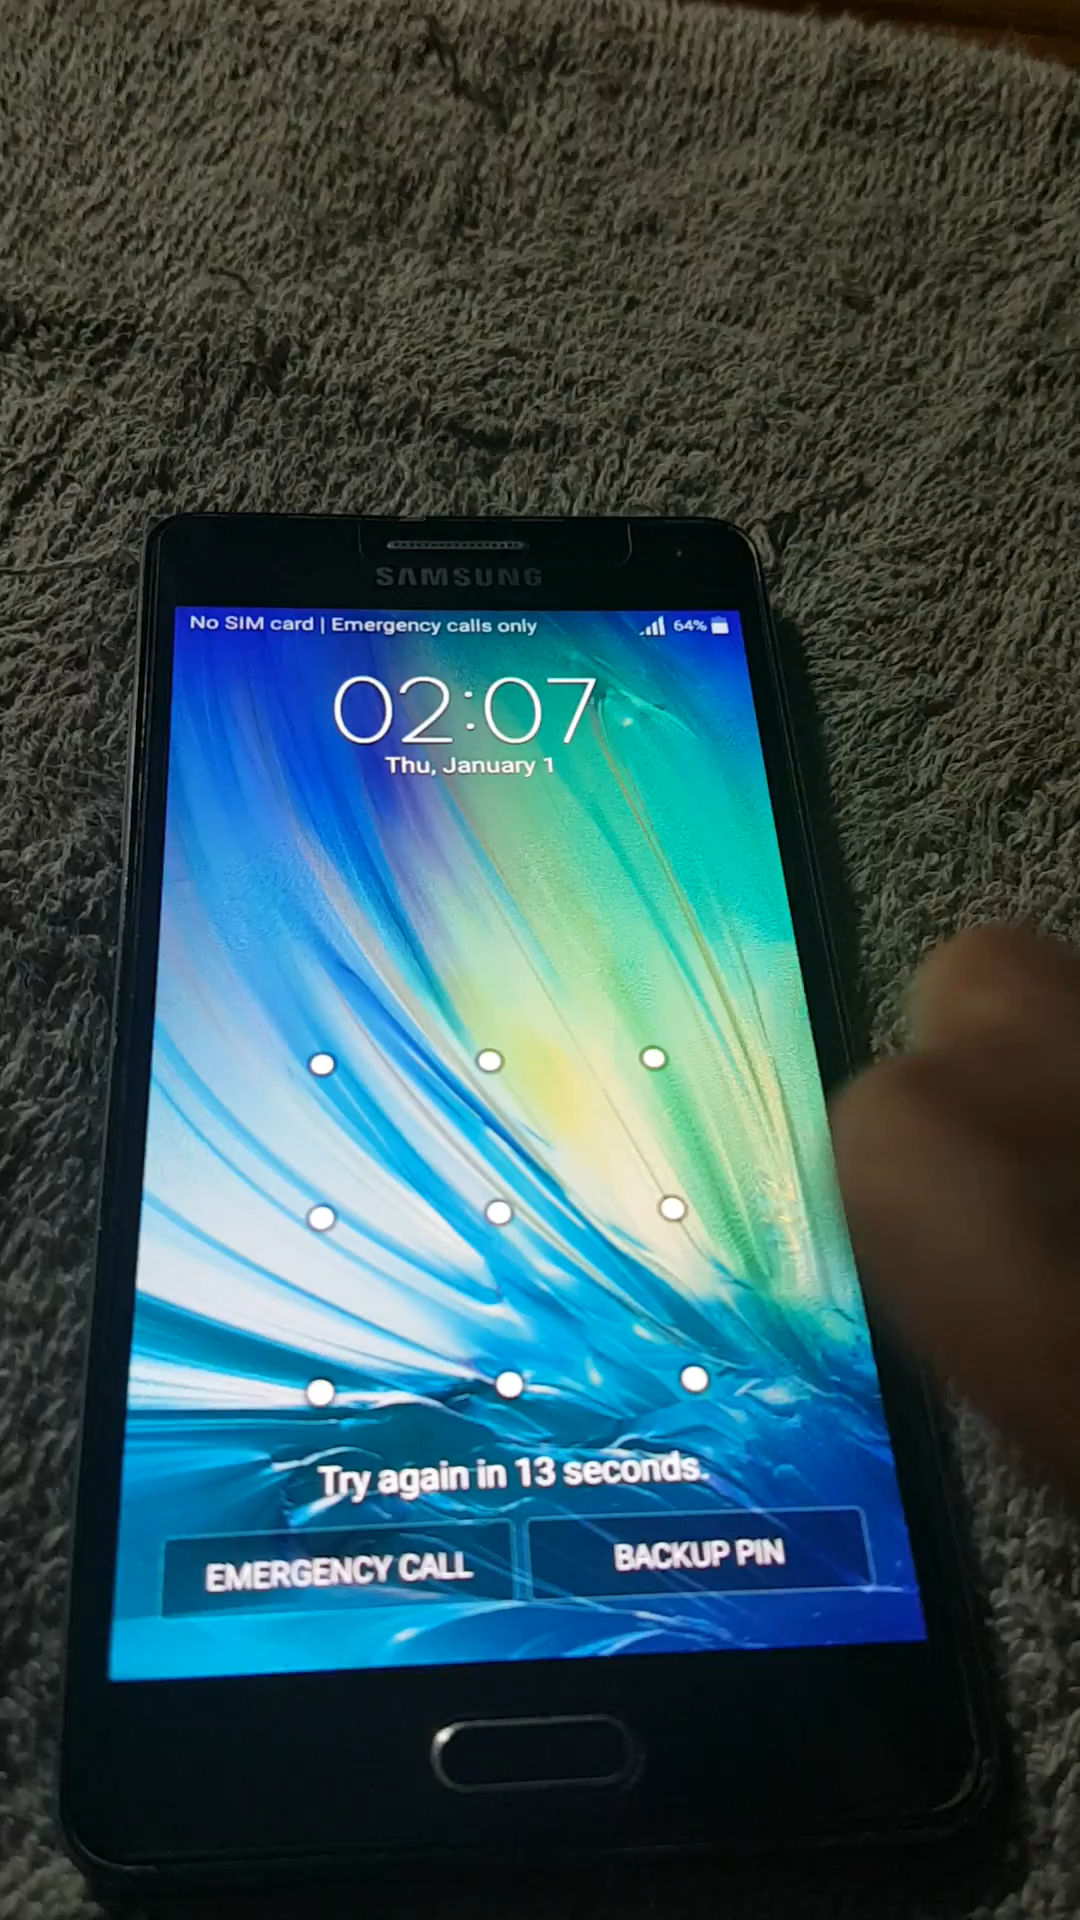 SAMSUNG
No SIM card | Emergency calls only 64%
02:07
Thu, January 1
Try again in 13 seconds.
EMERGENCY CALL BACKUP PIN